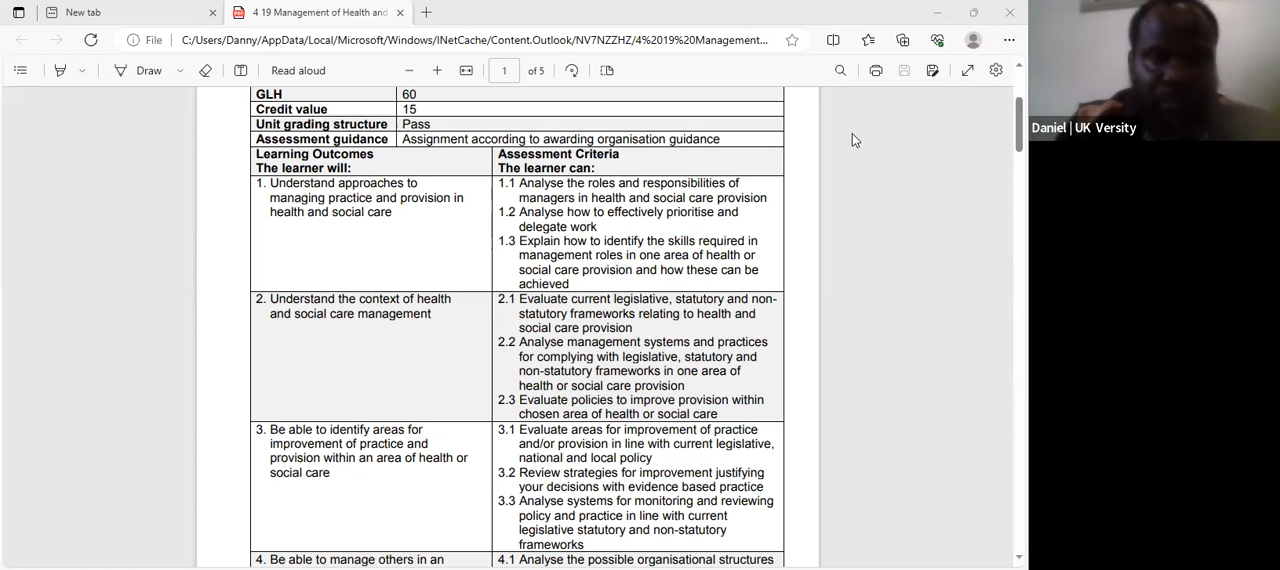 New tab
4 19 Management of Health and
File
C:/Users/Danny/AppData/Local/Microsoft/Windows/INetCache/Content.Outlook/NV7NZZHZ/4%2019%20Management...
Draw
Read aloud
1
of 5
GLH 60
Credit value 15
Unit grading structure Pass
Assessment guidance Assignment according to awarding organisation guidance
Learning Outcomes
The learner will:
Assessment Criteria
The learner can:
1. Understand approaches to
managing practice and provision in
health and social care
1.1 Analyse the roles and responsibilities of
managers in health and social care provision
1.2 Analyse how to effectively prioritise and
delegate work
1.3 Explain how to identify the skills required in
management roles in one area of health or
social care provision and how these can be
achieved
2. Understand the context of health
and social care management
2.1 Evaluate current legislative, statutory and non-
statutory frameworks relating to health and
social care provision
2.2 Analyse management systems and practices
for complying with legislative, statutory and
non-statutory frameworks in one area of
health or social care provision
2.3 Evaluate policies to improve provision within
chosen area of health or social care
3. Be able to identify areas for
improvement of practice and
provision within an area of health or
social care
3.1 Evaluate areas for improvement of practice
and/or provision in line with current legislative,
national and local policy
3.2 Review strategies for improvement justifying
your decisions with evidence based practice
3.3 Analyse systems for monitoring and reviewing
policy and practice in line with current
legislative statutory and non-statutory
frameworks
4. Be able to manage others in an
4.1 Analyse the possible organisational structures
Daniel | UK Versity